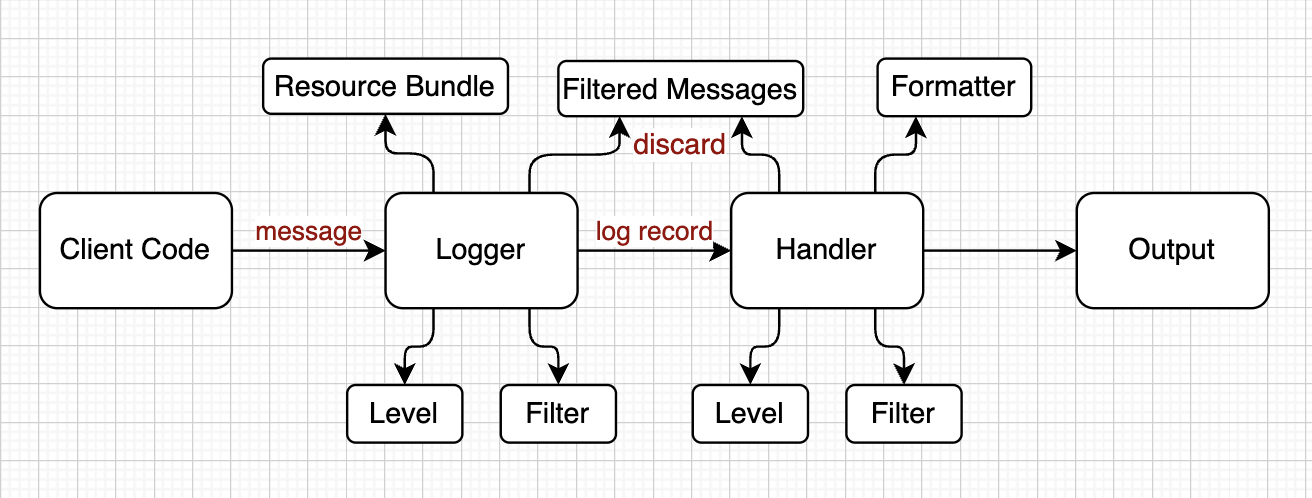 Resource Bundle
Filtered Messages
Formatter
discard
Client Code
message
Logger
log record
Handler
Output
Level
Filter
Level
Filter